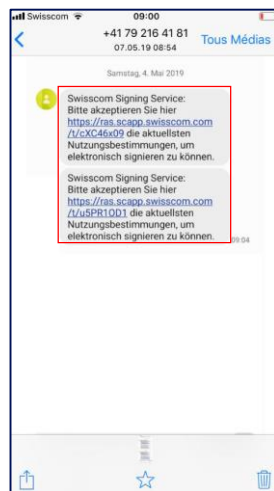 Swisscom 09:00
+41 79 216 41 81
07.05.19 08:54
Tous Médias
Samstag, 4. Mai 2019
Swisscom Signing Service:
Bitte akzeptieren Sie hier
https://ras.scapp.swisscom.com
/t/cXC46x09 die aktuellsten
Nutzungsbestimmungen, um
elektronisch signieren zu können.
Swisscom Signing Service:
Bitte akzeptieren Sie hier
https://ras.scapp.swisscom.com
/t/u5PR1OD1 die aktuellsten
Nutzungsbestimmungen, um
elektronisch signieren zu können.
09:04